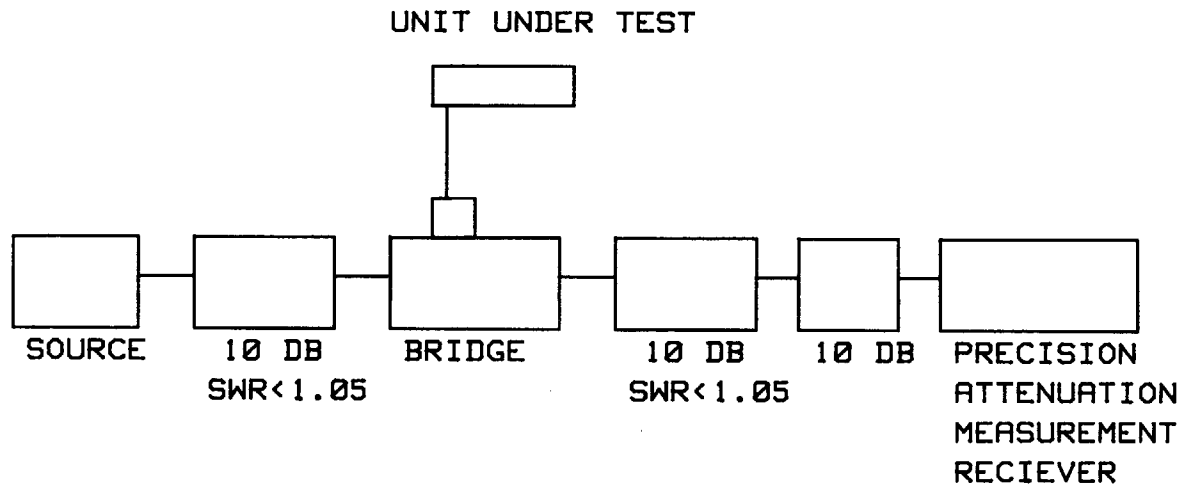 UNIT UNDER TEST
SOURCE
10 DB
SWR<1.05
BRIDGE
10 DB
SWR<1.05
10 DB
PRECISION
ATTENUATION
MEASUREMENT
RECIEVER